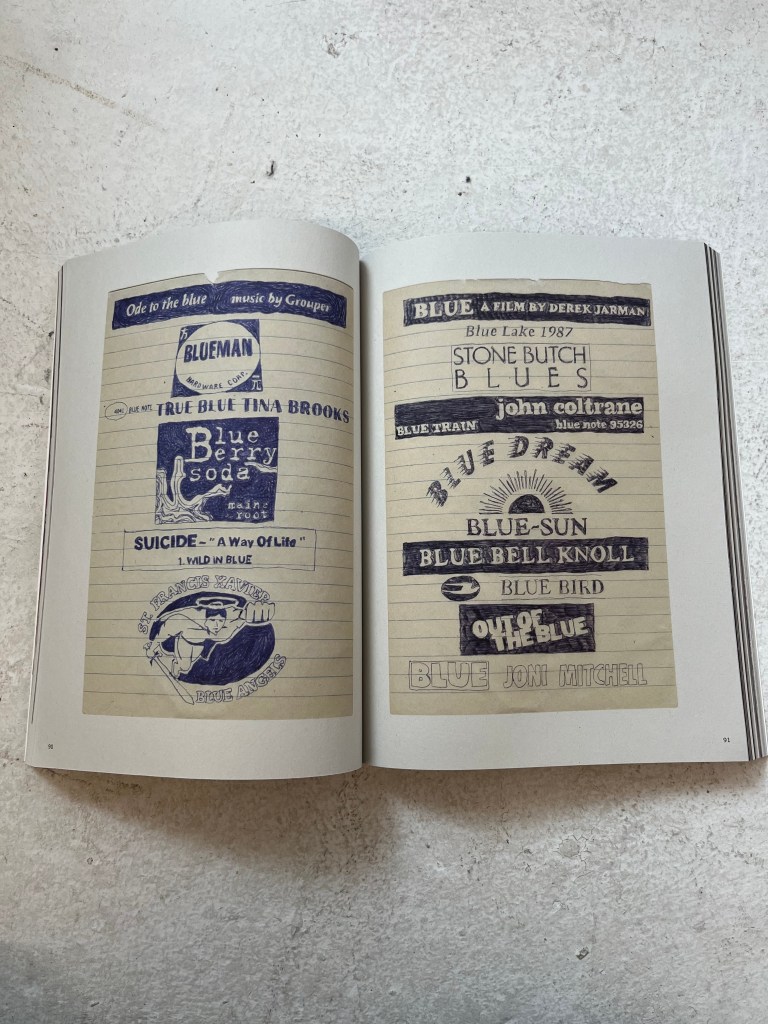 Ode to the blue music by Grouper
BLUEMAN
HARDWARE CORP.
4041 BLUE NOTE TRUE BLUE TINA BROOKS
Blue
Berry
soda
maine
root
SUICIDE – "A Way Of Life"
1. WILD IN BLUE
ST. FRANCIS XAVIER
BLUE ANGELS
BLUE A FILM BY DEREK JARMAN
Blue Lake 1987
STONE BUTCH
BLUES
john coltrane
BLUE TRAIN blue note 95326
BLUE DREAM
BLUE-SUN
BLUE BELL KNOLL
BLUE BIRD
OUT OF
THE BLUE
BLUE JONI MITCHELL
91